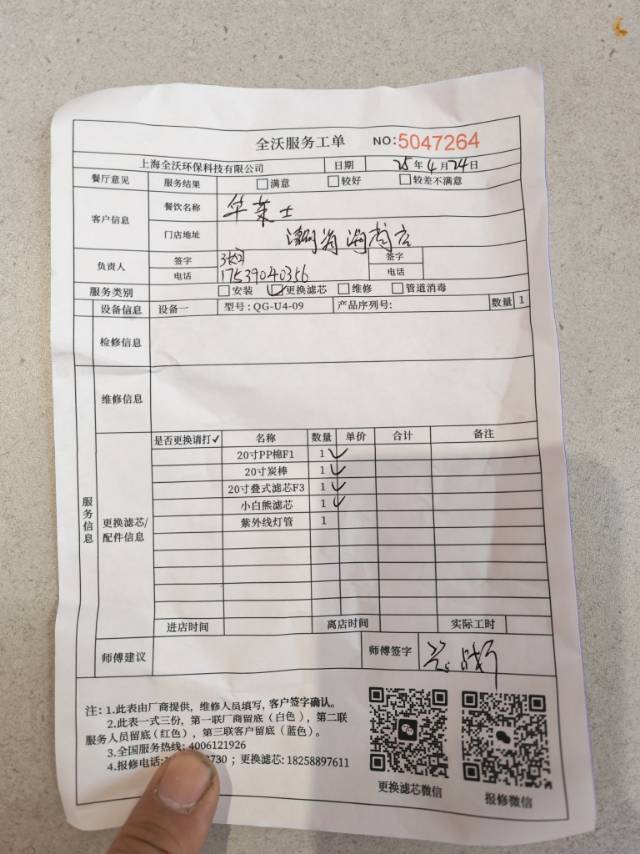 全沃服务工单 NO:5047264
上海全沃环保科技有限公司 日期 25年4月24日
餐厅意见 服务结果 满意 较好 较差不满意
客户信息 餐饮名称 华莱士
门店地址
负责人 签字 签字
电话 17539040356 电话
服务类别 安装 更换滤芯 维修 管道消毒
设备信息 设备一 型号:QG-U4-09 产品序列号: 数量 1
检修信息
维修信息
服务信息
更换滤芯/配件信息
是否更换请打✓ 名称 数量 单价 合计 备注
20寸PP棉F1 1 ✓
20寸炭棒 1 ✓
20寸叠式滤芯F3 1 ✓
小白熊滤芯 1 ✓
紫外线灯管 1
进店时间 离店时间 实际工时
师傅建议 师傅签字
注: 1.此表由厂商提供，维修人员填写，客户签字确认。
2.此表一式三份，第一联厂商留底（白色），第二联
服务人员留底（红色），第三联客户留底（蓝色）。
3.全国服务热线: 4006121926
4.报修电话: 730 ；更换滤芯: 18258897611
更换滤芯微信 报修微信